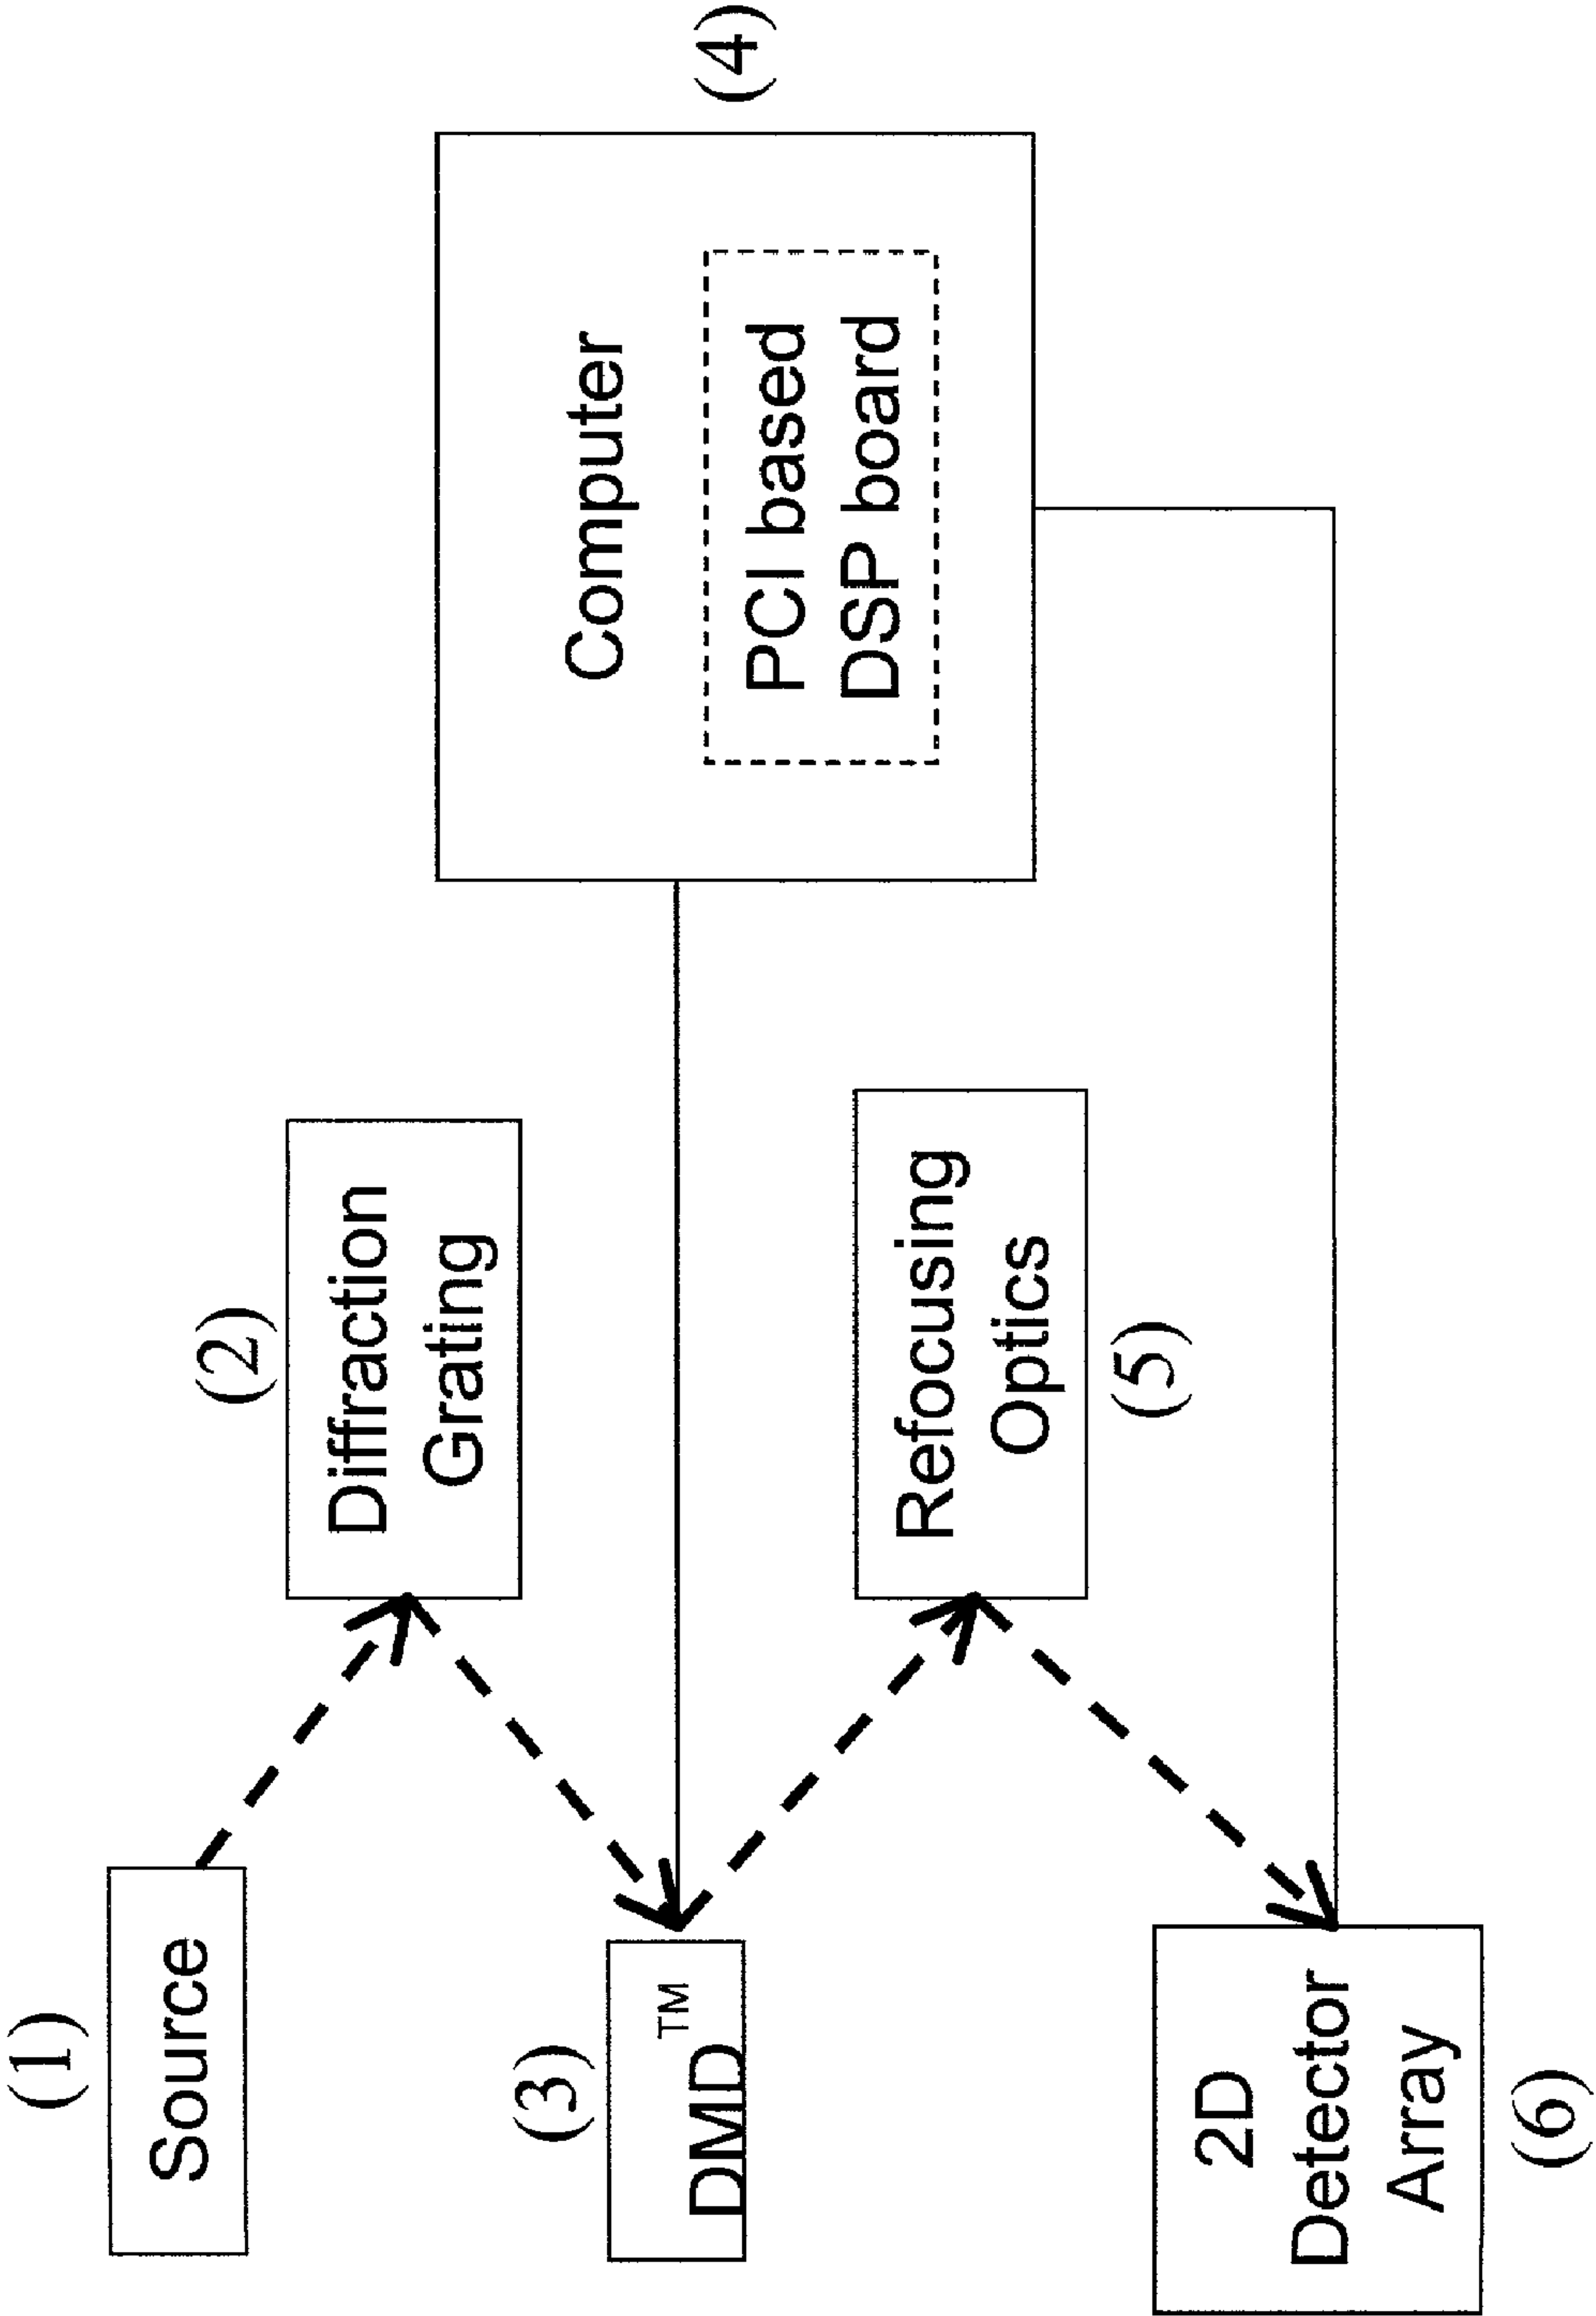 (1)
Source
(2)
Diffraction
Grating
(3)
DMD™
(4)
Computer
PCI based
DSP board
Refocusing
Optics
(5)
2D
Detector
Array
(6)